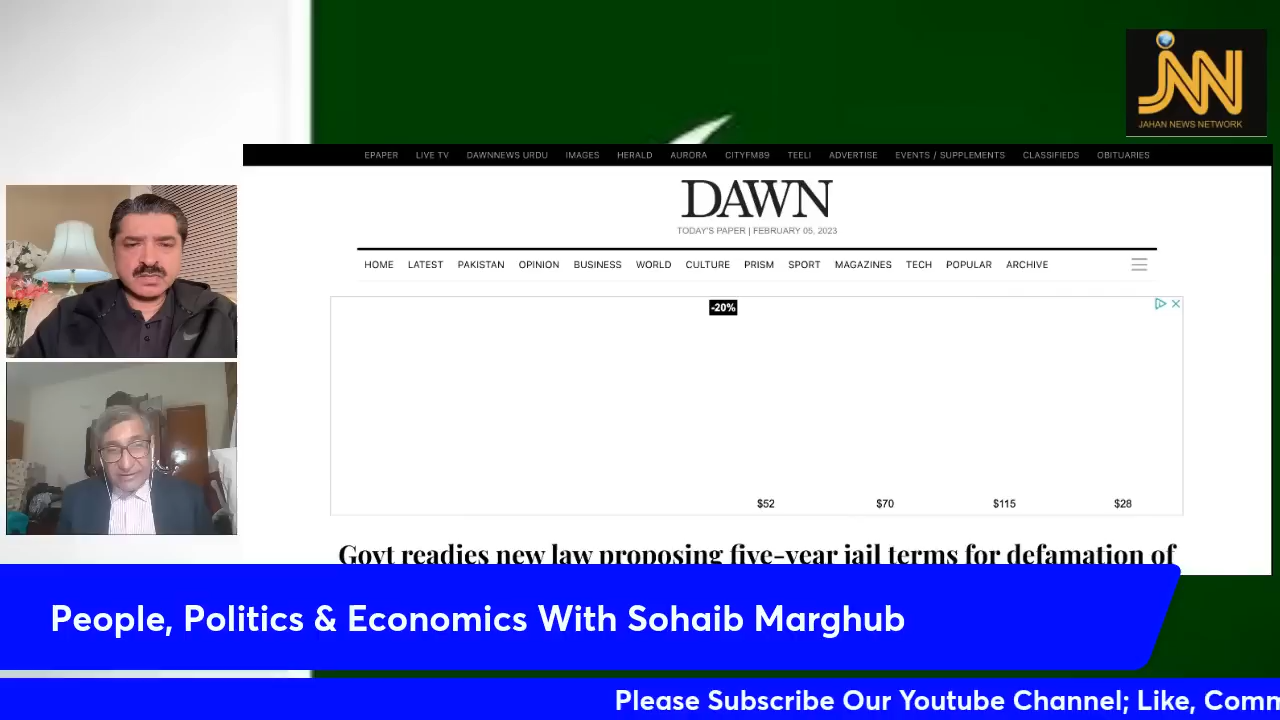 JNN
JAHAN NEWS NETWORK
EPAPER LIVE TV DAWNNEWS URDU IMAGES HERALD AURORA CITYFM89 TEELI ADVERTISE EVENTS / SUPPLEMENTS CLASSIFIEDS OBITUARIES
DAWN
TODAY'S PAPER | FEBRUARY 05, 2023
HOME LATEST PAKISTAN OPINION BUSINESS WORLD CULTURE PRISM SPORT MAGAZINES TECH POPULAR ARCHIVE
-20%
$52 $70 $115 $28
Govt readies new law proposing five-year jail terms for defamation of
People, Politics & Economics With Sohaib Marghub
Please Subscribe Our Youtube Channel; Like, Comm